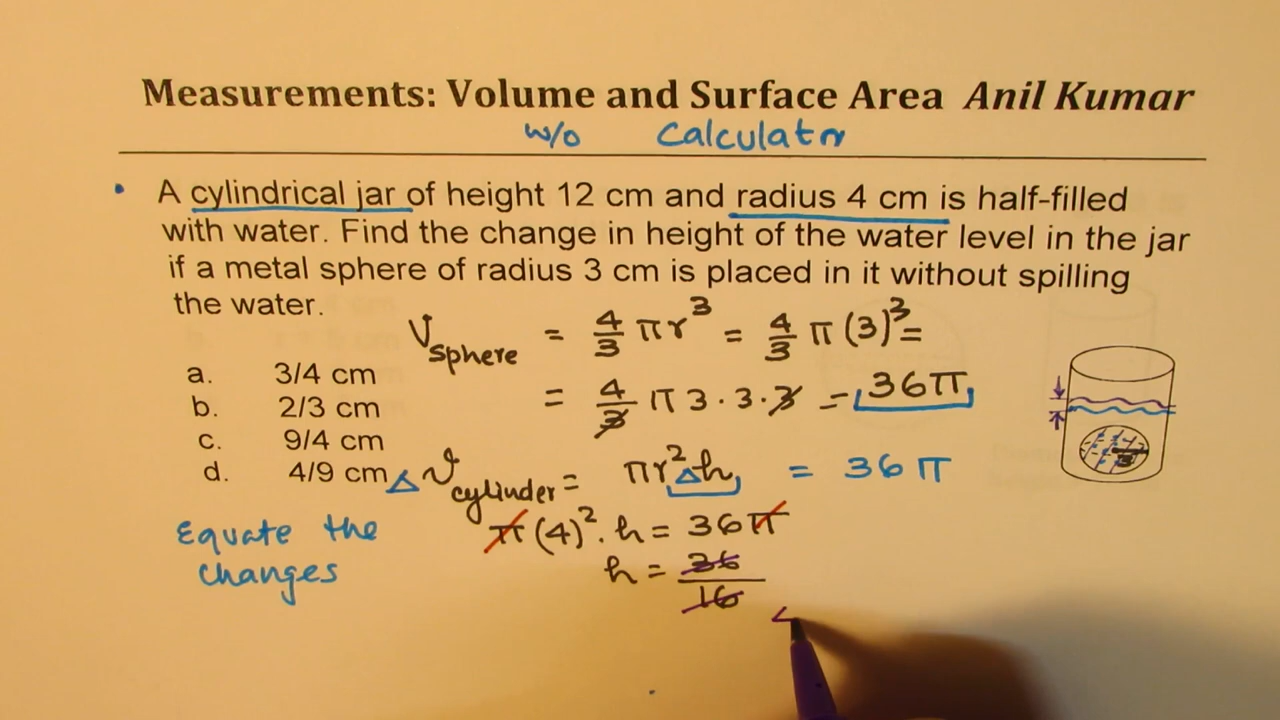 Measurements: Volume and Surface Area Anil Kumar
w/o Calculator
• A cylindrical jar of height 12 cm and radius 4 cm is half-filled
with water. Find the change in height of the water level in the jar
if a metal sphere of radius 3 cm is placed in it without spilling
the water.
V sphere = 4/3 πr³ = 4/3 π(3)³ =
= 4/3 π 3·3·3 = 36π
a. 3/4 cm
b. 2/3 cm
c. 9/4 cm
d. 4/9 cm
Δ V cylinder = πr²Δh = 36π
π(4)²·h = 36π
h = 36/16
Equate the
changes